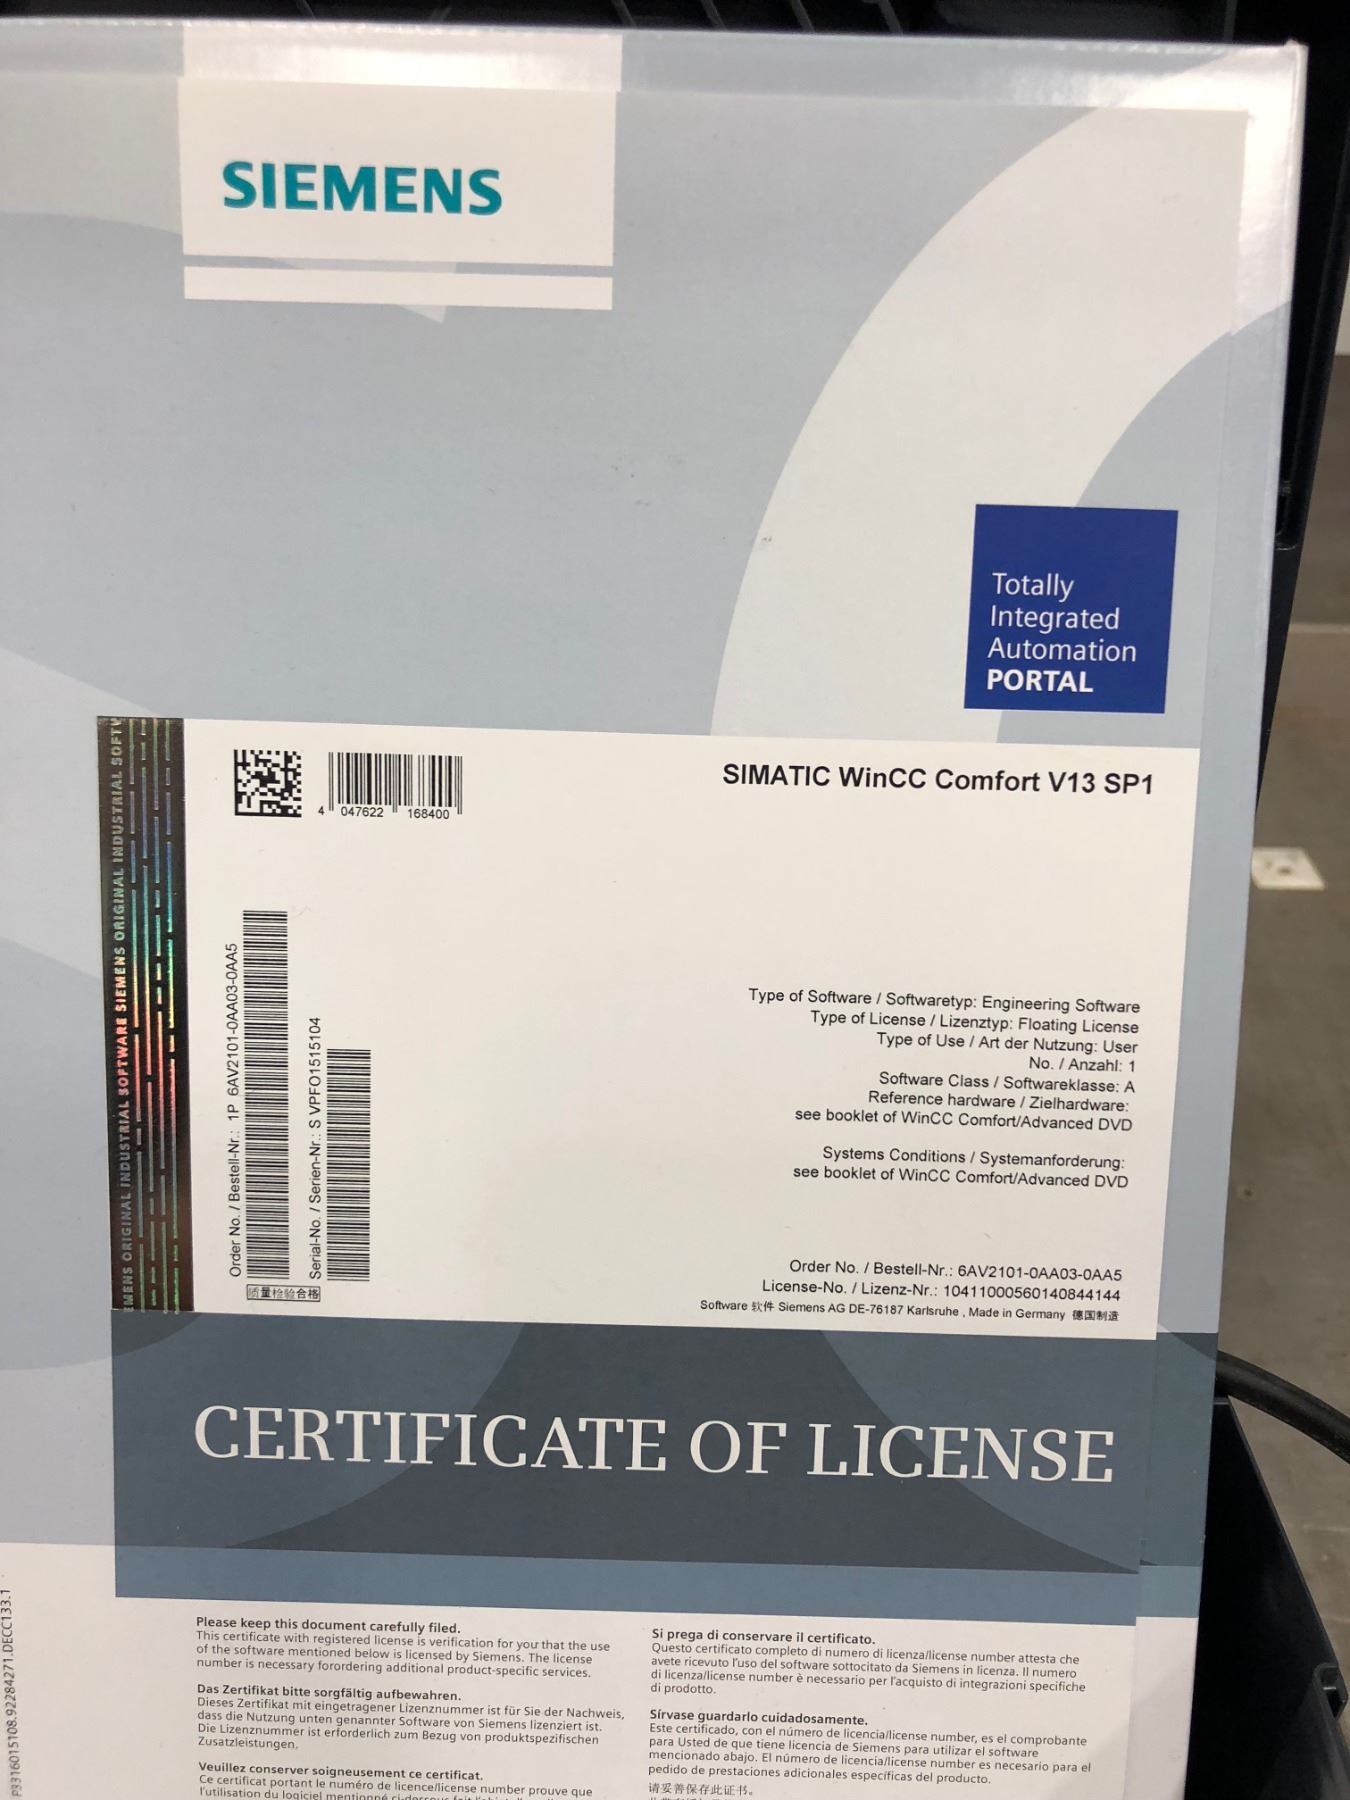 SIEMENS
Totally
Integrated
Automation
PORTAL
SIMATIC WinCC Comfort V13 SP1
4 047622 168400
EMENS ORIGINAL INDUSTRIAL SOFTWARE SIEMENS ORIGINAL INDUSTRIAL SOFTW
Order No. / Bestell-Nr.: 1P 6AV2101-0AA03-0AA5
Serial-No. / Serien-Nr.: S VPFO1515104
质量检验合格
Type of Software / Softwaretyp: Engineering Software
Type of License / Lizenztyp: Floating License
Type of Use / Art der Nutzung: User
No. / Anzahl: 1
Software Class / Softwareklasse: A
Reference hardware / Zielhardware:
see booklet of WinCC Comfort/Advanced DVD
Systems Conditions / Systemanforderung:
see booklet of WinCC Comfort/Advanced DVD
Order No. / Bestell-Nr.: 6AV2101-0AA03-0AA5
License-No. / Lizenz-Nr.: 10411000560140844144
Software 软件 Siemens AG DE-76187 Karlsruhe , Made in Germany 德国制造
CERTIFICATE OF LICENSE
P3316015108.92284271.DECC133.1
Please keep this document carefully filed.
This certificate with registered license is verification for you that the use
of the software mentioned below is licensed by Siemens. The license
number is necessary forordering additional product-specific services.
Das Zertifikat bitte sorgfältig aufbewahren.
Dieses Zertifikat mit eingetragener Lizenznummer ist für Sie der Nachweis,
dass die Nutzung unten genannter Software von Siemens lizenziert ist.
Die Lizenznummer ist erforderlich zum Bezug von produktspezifischen
Zusatzleistungen.
Veuillez conserver soigneusement ce certificat.
Ce certificat portant le numéro de licence/license number prouve que
l'utilisation du logiciel mentionné
Si prega di conservare il certificato.
Questo certificato completo di numero di licenza/license number attesta che
avete ricevuto l'uso del software sottocitato da Siemens in licenza. Il numero
di licenza/license number è necessario per l'acquisto di integrazioni specifiche
di prodotto.
Sírvase guardarlo cuidadosamente.
Este certificado, con el número de licencia/license number, es el comprobante
para Usted de que tiene licencia de Siemens para utilizar el software
mencionado abajo. El número de licencia/license number es necesario para el
pedido de prestaciones adicionales específicas del producto.
请妥善保存此证书。